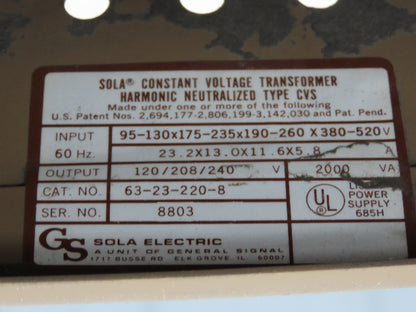 SOLA® CONSTANT VOLTAGE TRANSFORMER
HARMONIC NEUTRALIZED TYPE CVS
Made under one or more of the following
U.S. Patent Nos. 2,694,177-2,806,199-3,142,030 and Pat. Pend.
INPUT 95-130x175-235x190-260 X380-520V
60 Hz. 23.2X13.0X11.6X5.8 A
OUTPUT 120/208/240 V 2000 VA
CAT. NO. 63-23-220-8
SER. NO. 8803
UL LISTED
POWER
SUPPLY
685H
GS SOLA ELECTRIC
A UNIT OF GENERAL SIGNAL
1717 BUSSE RD. ELK GROVE IL. 60007